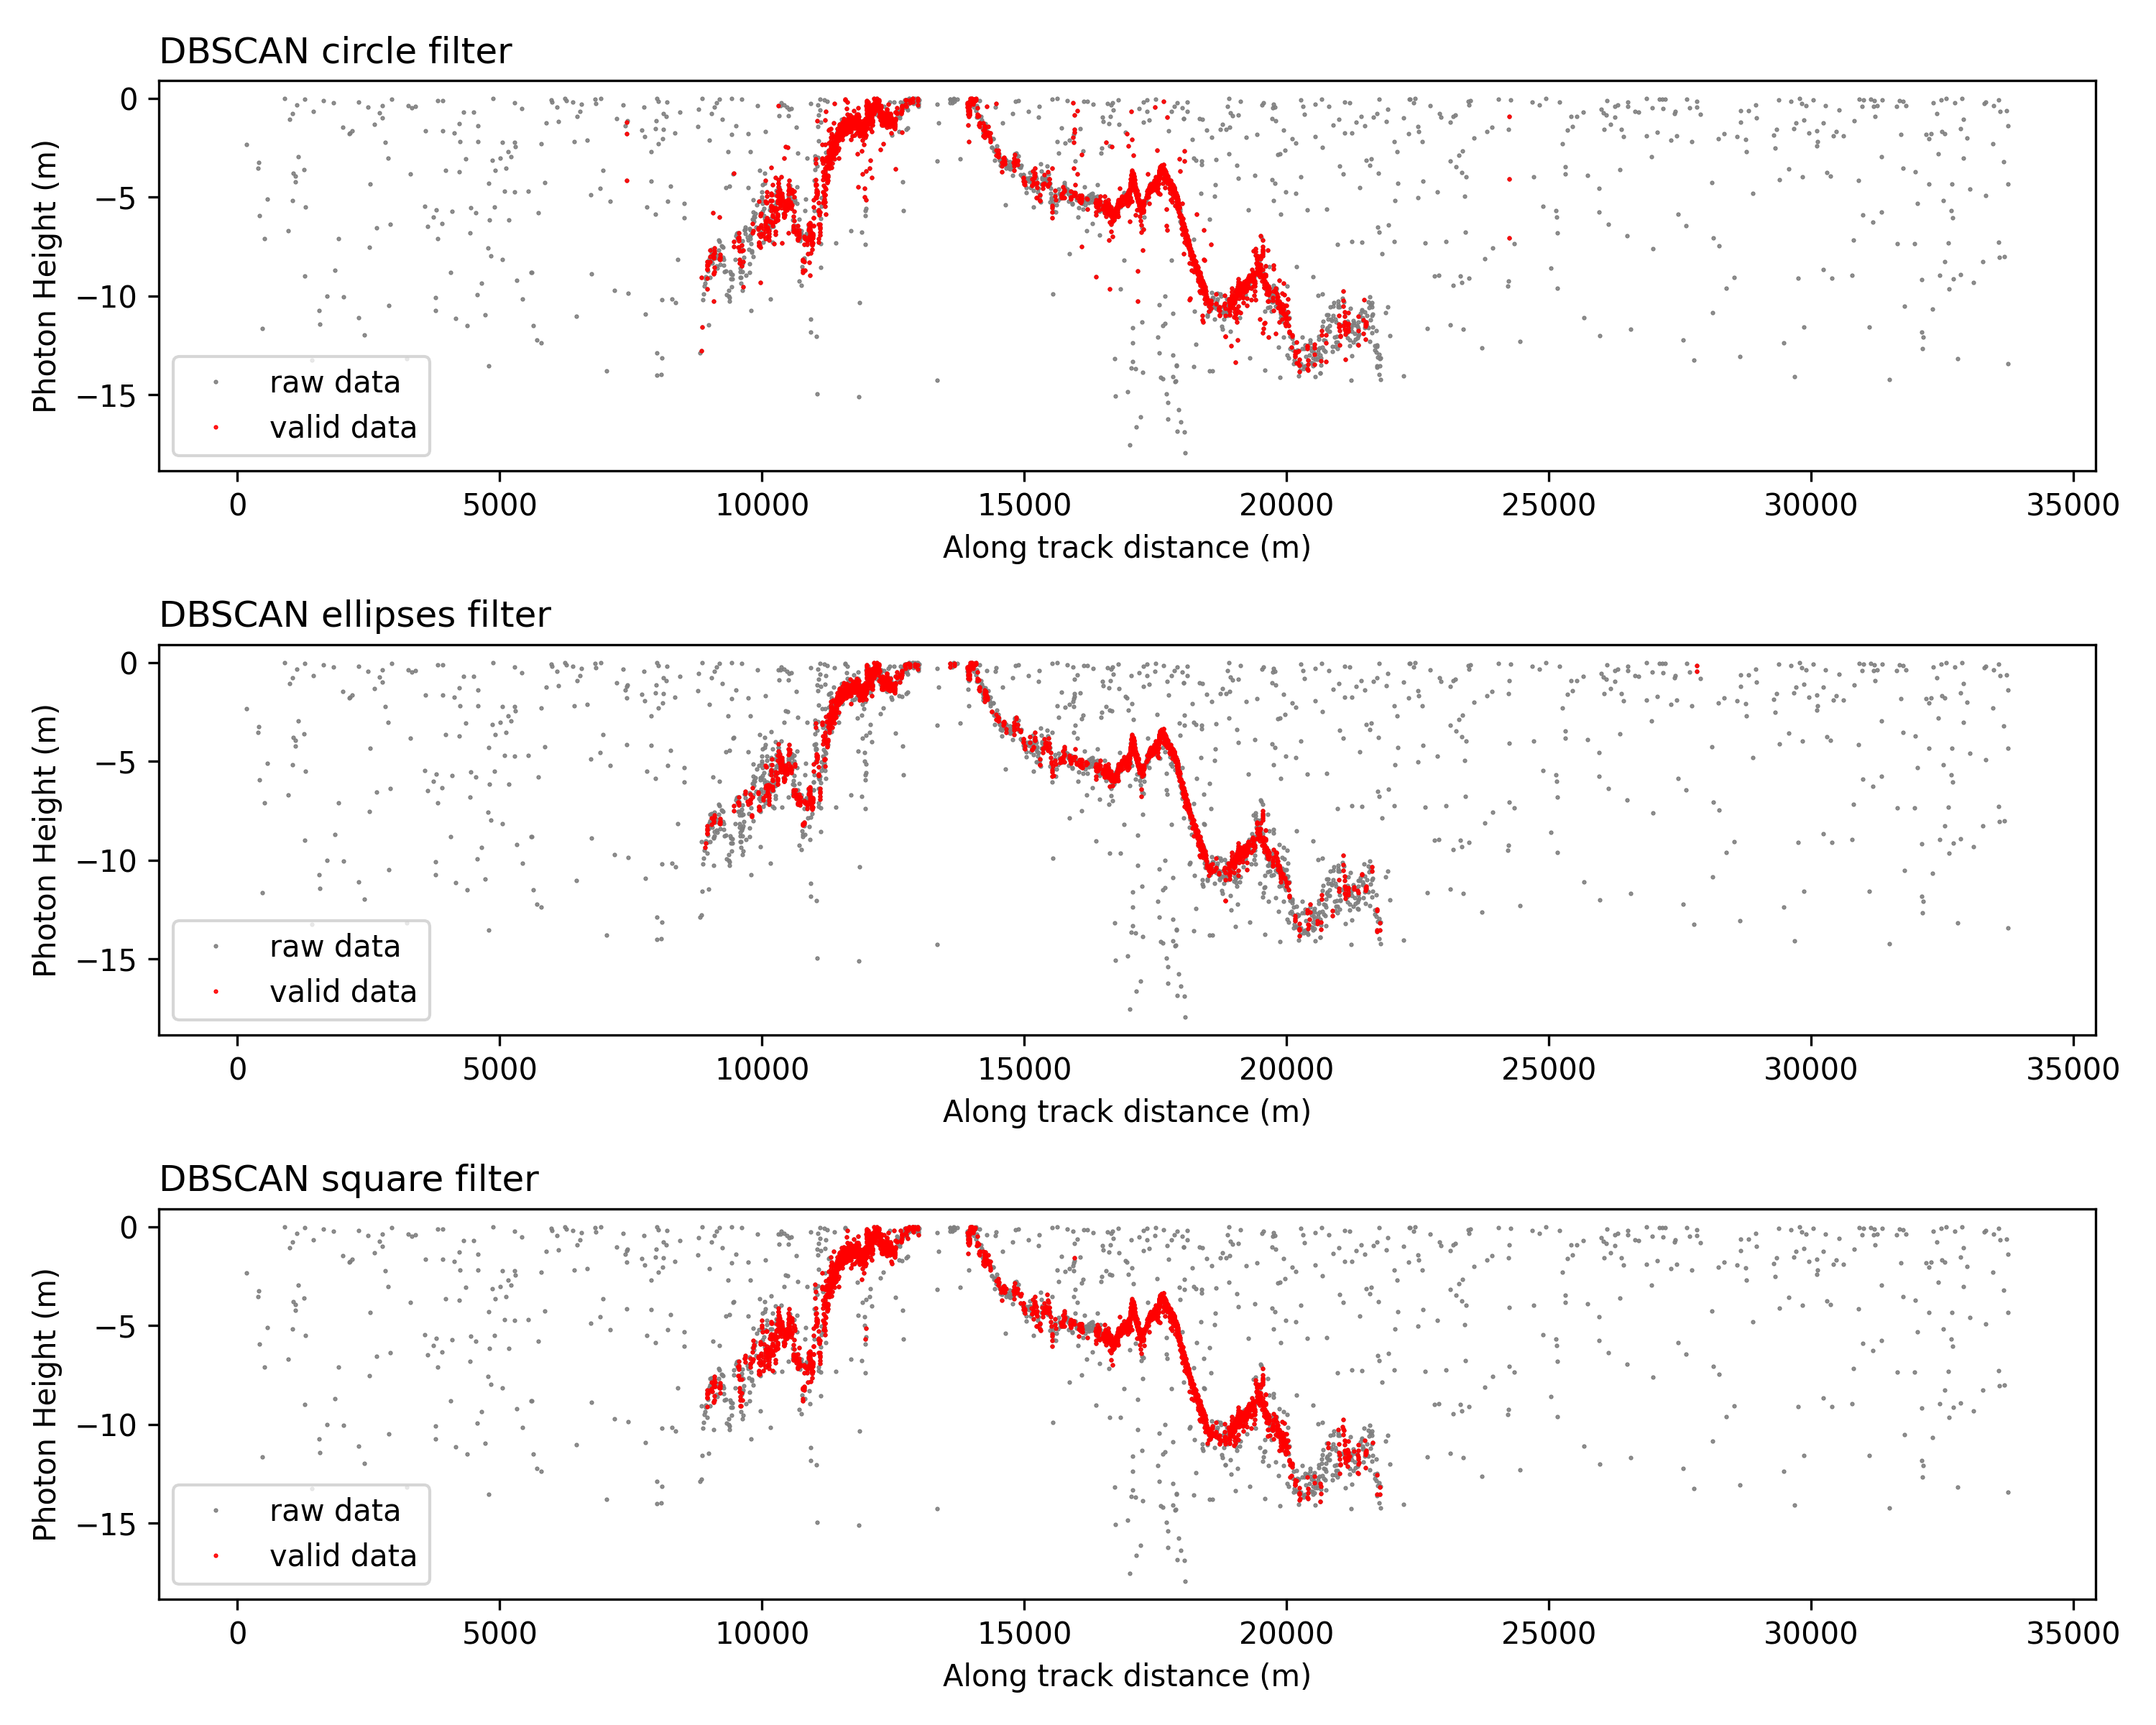 DBSCAN circle filter
Photon Height (m)
0
−5
−10
−15
raw data
valid data
0 5000 10000 15000 20000 25000 30000 35000
Along track distance (m)
DBSCAN ellipses filter
Photon Height (m)
0
−5
−10
−15
raw data
valid data
0 5000 10000 15000 20000 25000 30000 35000
Along track distance (m)
DBSCAN square filter
Photon Height (m)
0
−5
−10
−15
raw data
valid data
0 5000 10000 15000 20000 25000 30000 35000
Along track distance (m)